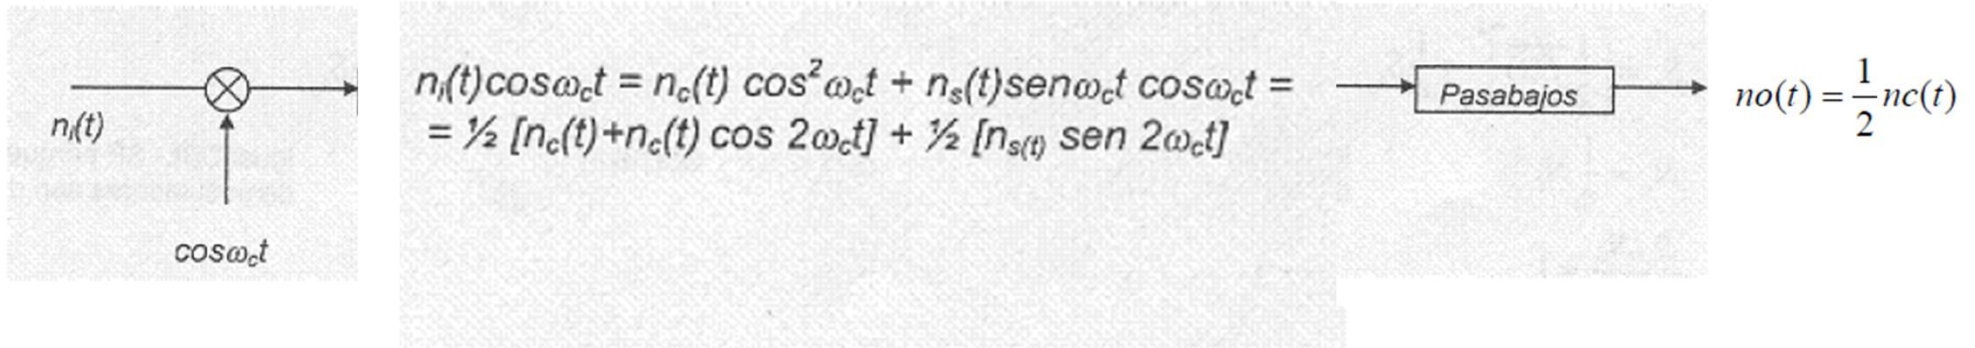 nᵢ(t)
cosω꜀t
nᵢ(t)cosω꜀t = n꜀(t) cos²ω꜀t + nₛ(t)senω꜀t cosω꜀t =
= ½ [n꜀(t)+n꜀(t) cos 2ω꜀t] + ½ [nₛ₍ₜ₎ sen 2ω꜀t]
Pasabajos
no(t) = 1/2 nc(t)